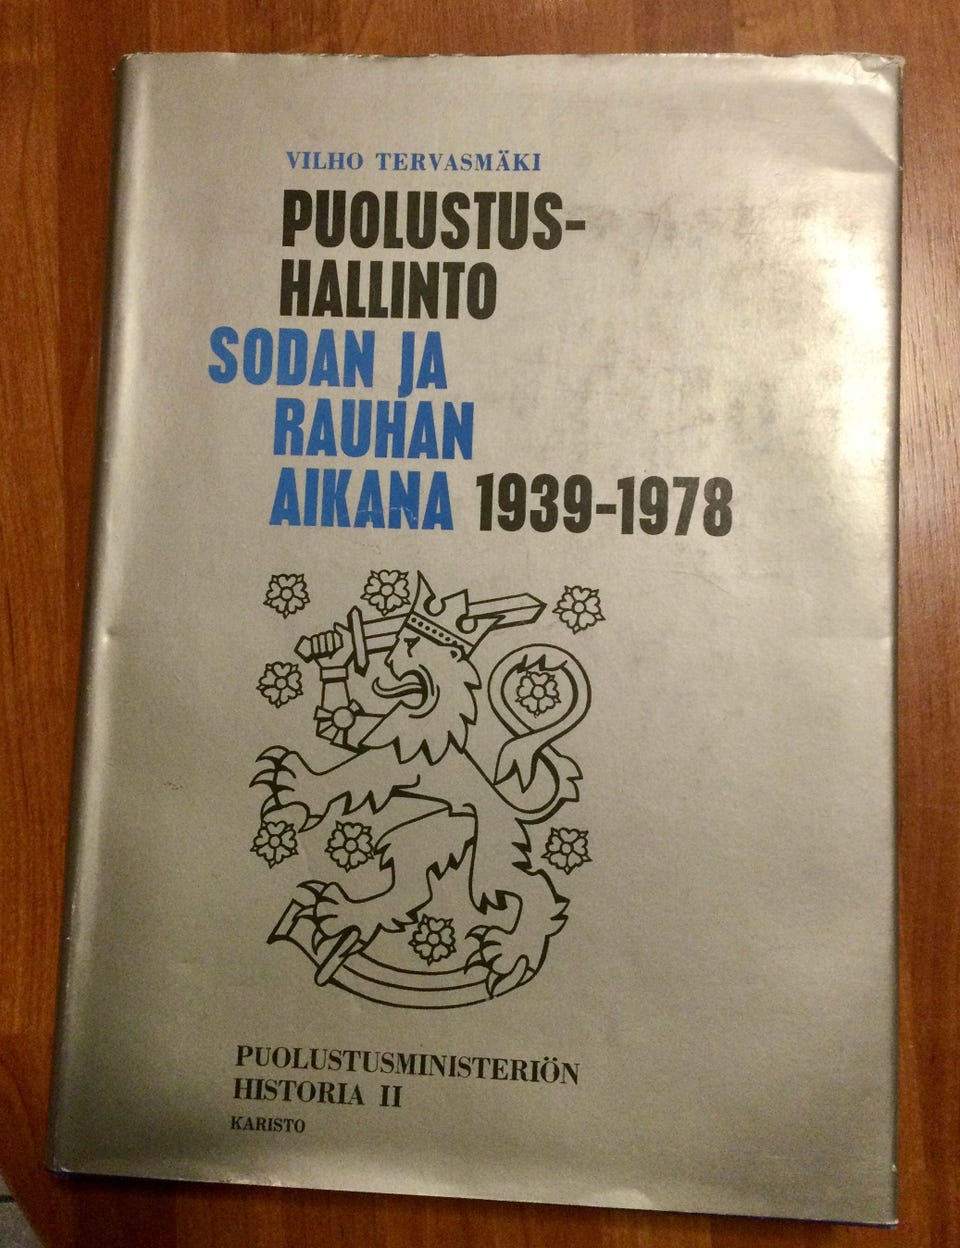 VILHO TERVASMÄKI
PUOLUSTUS-
HALLINTO
SODAN JA
RAUHAN
AIKANA 1939-1978
PUOLUSTUSMINISTERIÖN
HISTORIA II
KARISTO